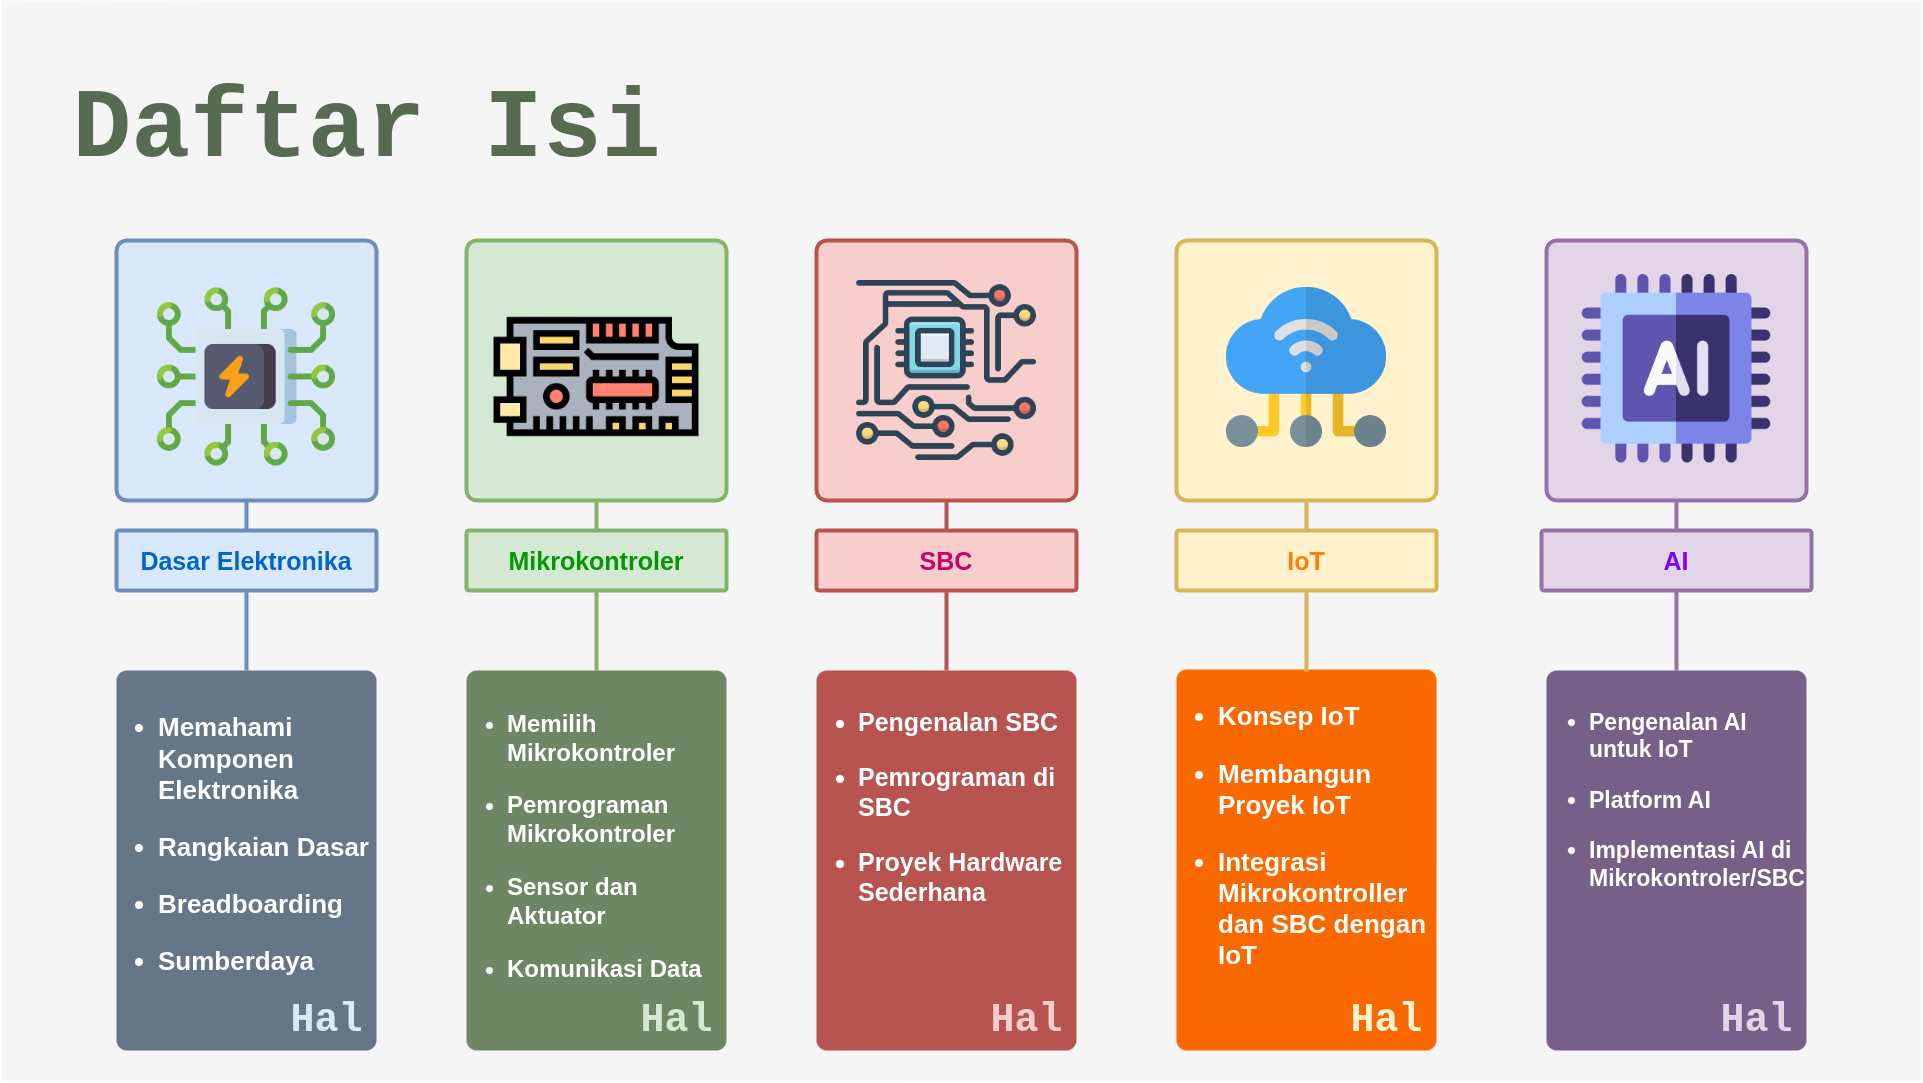 Daftar Isi
AI
Dasar Elektronika
Mikrokontroler
SBC
IoT
AI
• Memahami
Komponen
Elektronika
• Rangkaian Dasar
• Breadboarding
• Sumberdaya
Hal
• Memilih
Mikrokontroler
• Pemrograman
Mikrokontroler
• Sensor dan
Aktuator
• Komunikasi Data
Hal
• Pengenalan SBC
• Pemrograman di
SBC
• Proyek Hardware
Sederhana
Hal
• Konsep IoT
• Membangun
Proyek IoT
• Integrasi
Mikrokontroller
dan SBC dengan
IoT
Hal
• Pengenalan AI
untuk IoT
• Platform AI
• Implementasi AI di
Mikrokontroler/SBC
Hal